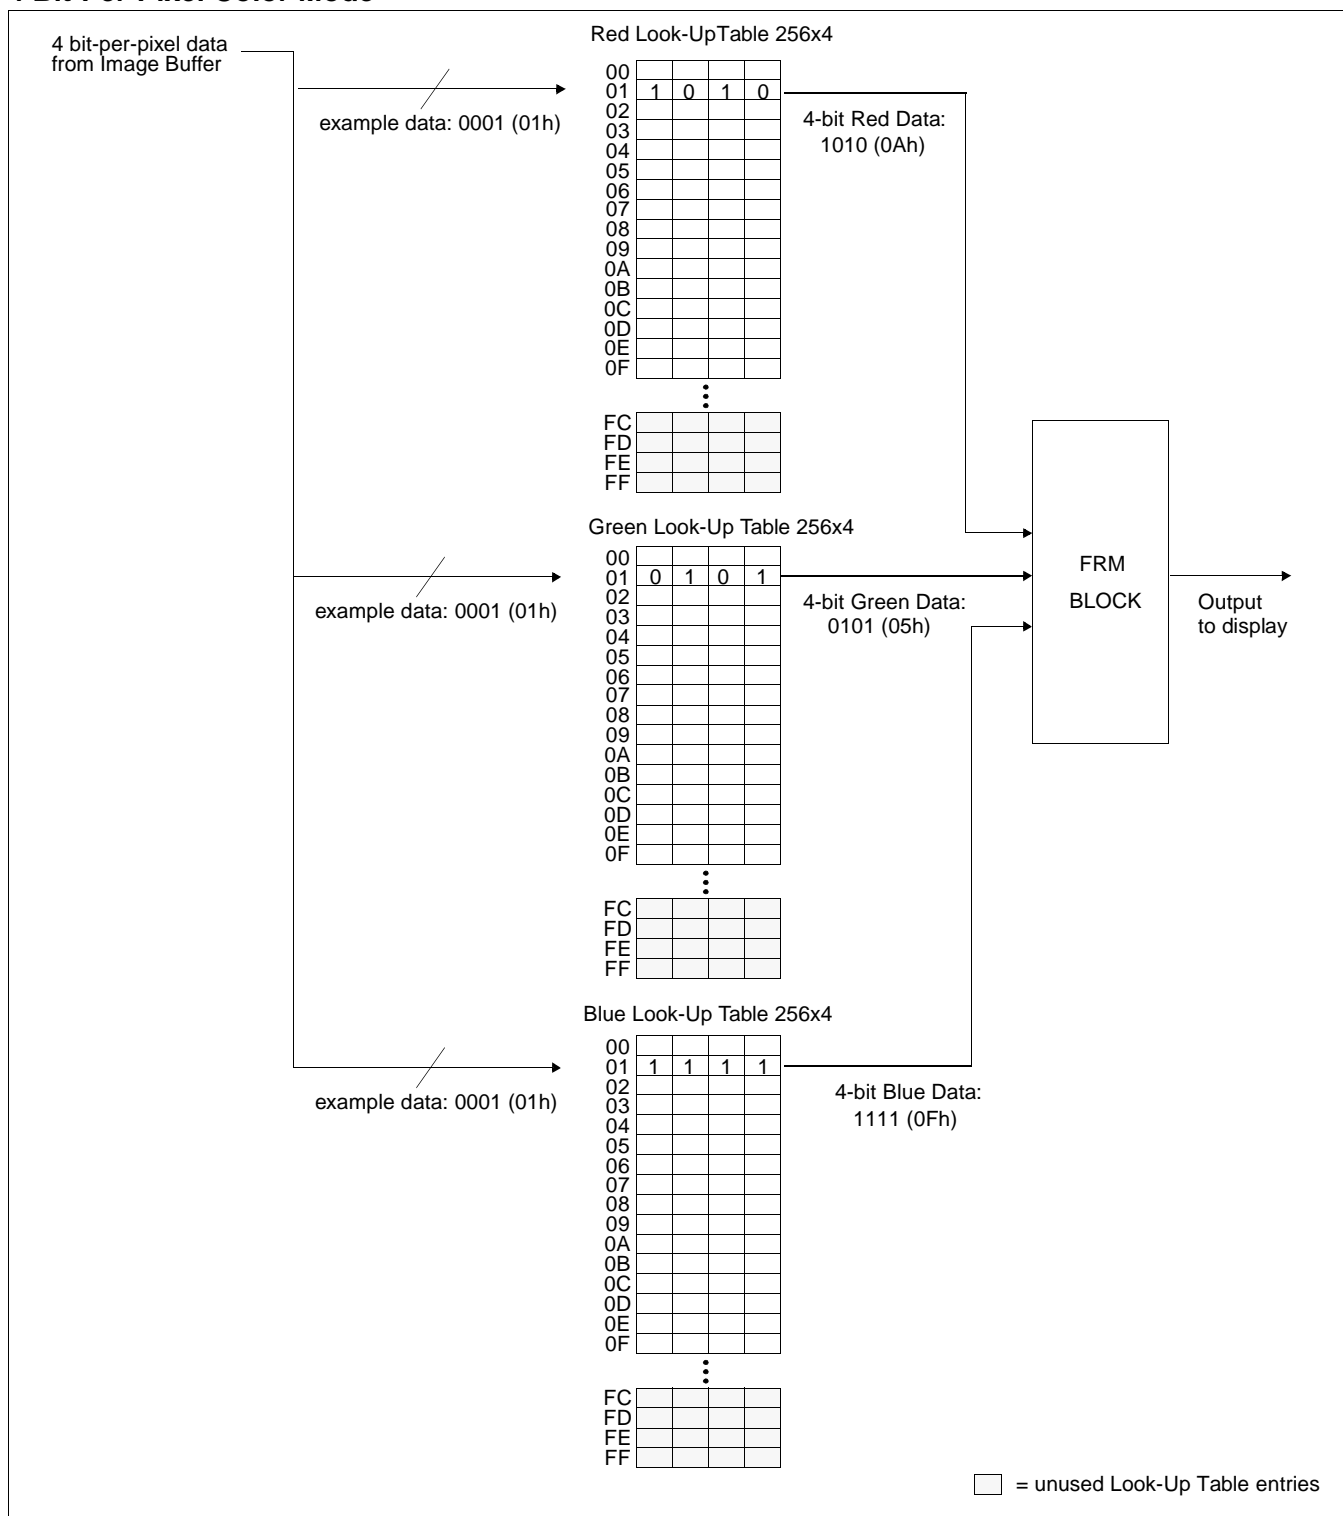 4 Bit-Per-Pixel Color Mode
4 bit-per-pixel data
from Image Buffer
Red Look-UpTable 256x4
00
01 1 0 1 0
02
03
04
05
06
07
08
09
0A
0B
0C
0D
0E
0F
FC
FD
FE
FF
example data: 0001 (01h)
4-bit Red Data:
1010 (0Ah)
Green Look-Up Table 256x4
00
01 0 1 0 1
02
03
04
05
06
07
08
09
0A
0B
0C
0D
0E
0F
FC
FD
FE
FF
example data: 0001 (01h)
4-bit Green Data:
0101 (05h)
FRM
BLOCK
Output
to display
Blue Look-Up Table 256x4
00
01 1 1 1 1
02
03
04
05
06
07
08
09
0A
0B
0C
0D
0E
0F
FC
FD
FE
FF
example data: 0001 (01h)
4-bit Blue Data:
1111 (0Fh)
= unused Look-Up Table entries